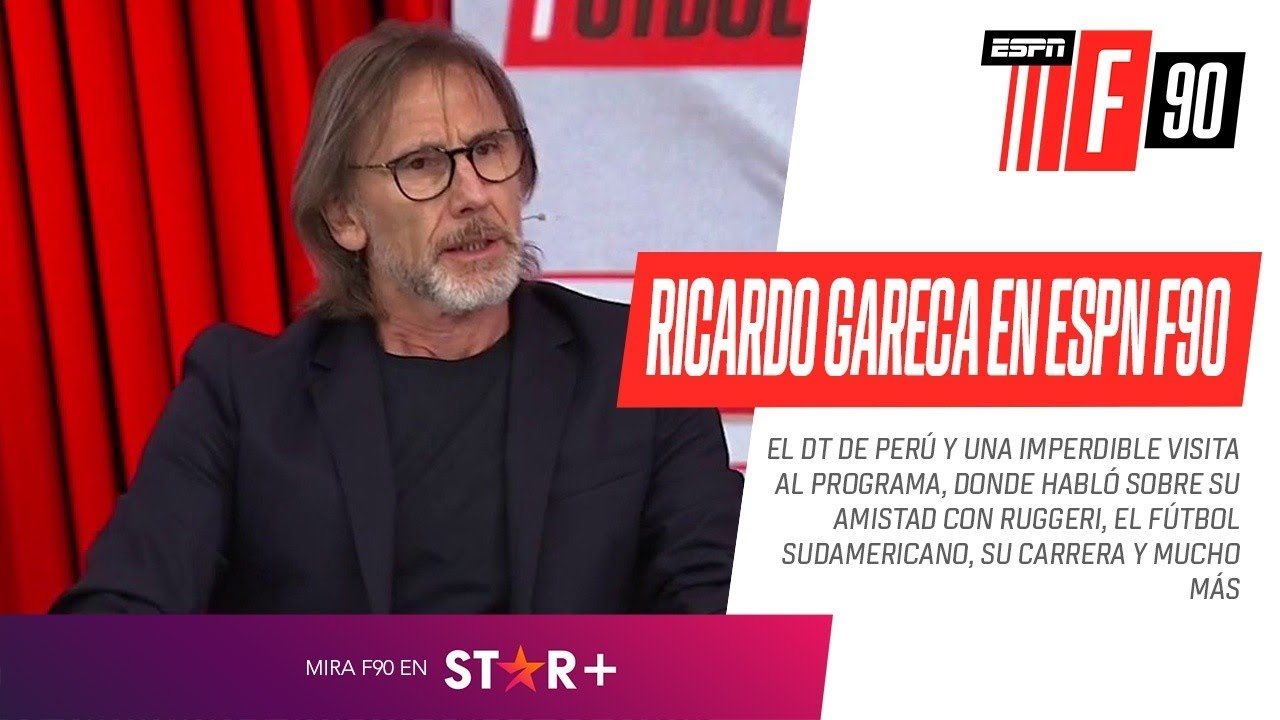 FÚTBOL
ESPN
F 90
RICARDO GARECA EN ESPN F90
EL DT DE PERÚ Y UNA IMPERDIBLE VISITA
AL PROGRAMA, DONDE HABLÓ SOBRE SU
AMISTAD CON RUGGERI, EL FÚTBOL
SUDAMERICANO, SU CARRERA Y MUCHO
MÁS
MIRA F90 EN STAR+